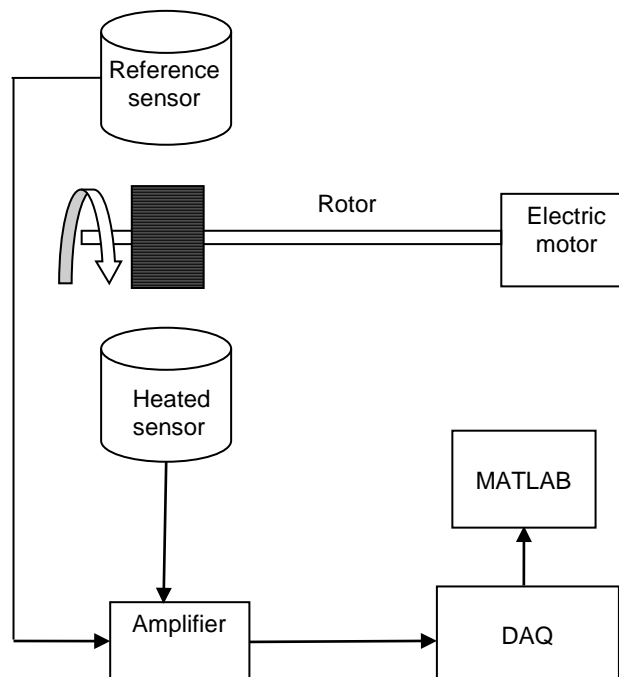 Reference
sensor
Rotor
Electric
motor
Heated
sensor
MATLAB
Amplifier
DAQ